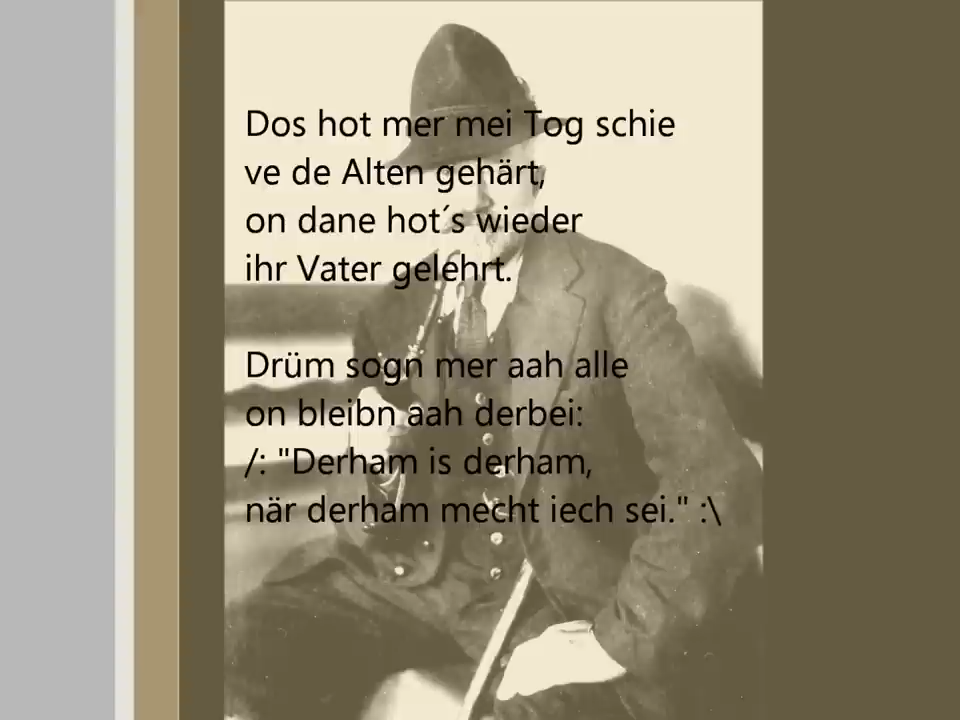 Dos hot mer mei Tog schie
ve de Alten gehärt,
on dane hot´s wieder
ihr Vater gelehrt.
Drüm sogn mer aah alle
on bleibn aah derbei:
/: "Derham is derham,
när derham mecht iech sei." :\